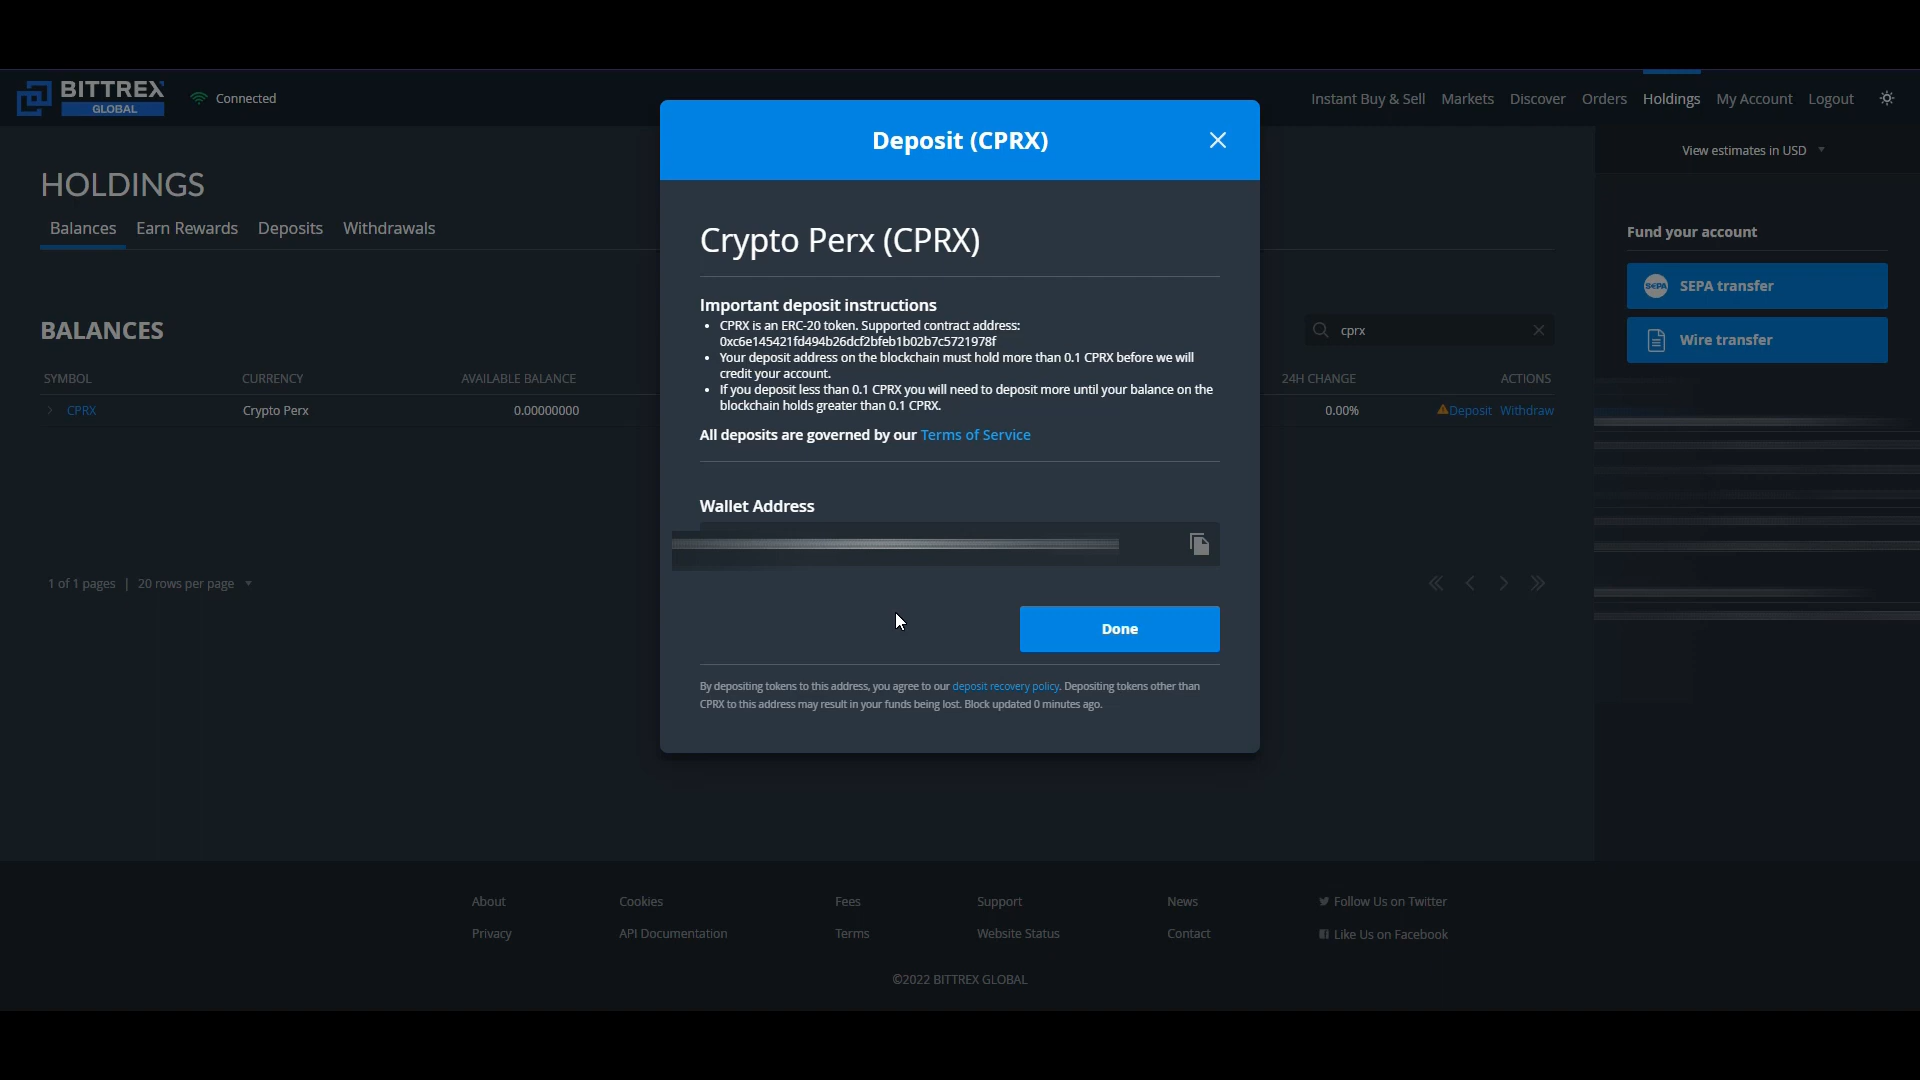 BITTREX
GLOBAL
Connected
Instant Buy & Sell Markets Discover Orders Holdings My Account Logout
Deposit (CPRX)
View estimates in USD
HOLDINGS
Balances Earn Rewards Deposits Withdrawals
Crypto Perx (CPRX)
Fund your account
SEPA SEPA transfer
Wire transfer
Important deposit instructions
• CPRX is an ERC-20 token. Supported contract address:
0xc6e145421fd494b26dcf2bfeb1b02b7c5721978f
• Your deposit address on the blockchain must hold more than 0.1 CPRX before we will
credit your account.
• If you deposit less than 0.1 CPRX you will need to deposit more until your balance on the
blockchain holds greater than 0.1 CPRX.
All deposits are governed by our Terms of Service
BALANCES
cprx
SYMBOL CURRENCY AVAILABLE BALANCE 24H CHANGE ACTIONS
CPRX Crypto Perx 0.00000000 0.00% Deposit Withdraw
Wallet Address
1 of 1 pages | 20 rows per page
Done
By depositing tokens to this address, you agree to our deposit recovery policy. Depositing tokens other than
CPRX to this address may result in your funds being lost. Block updated 0 minutes ago.
About Cookies Fees Support News Follow Us on Twitter
Privacy API Documentation Terms Website Status Contact Like Us on Facebook
©2022 BITTREX GLOBAL